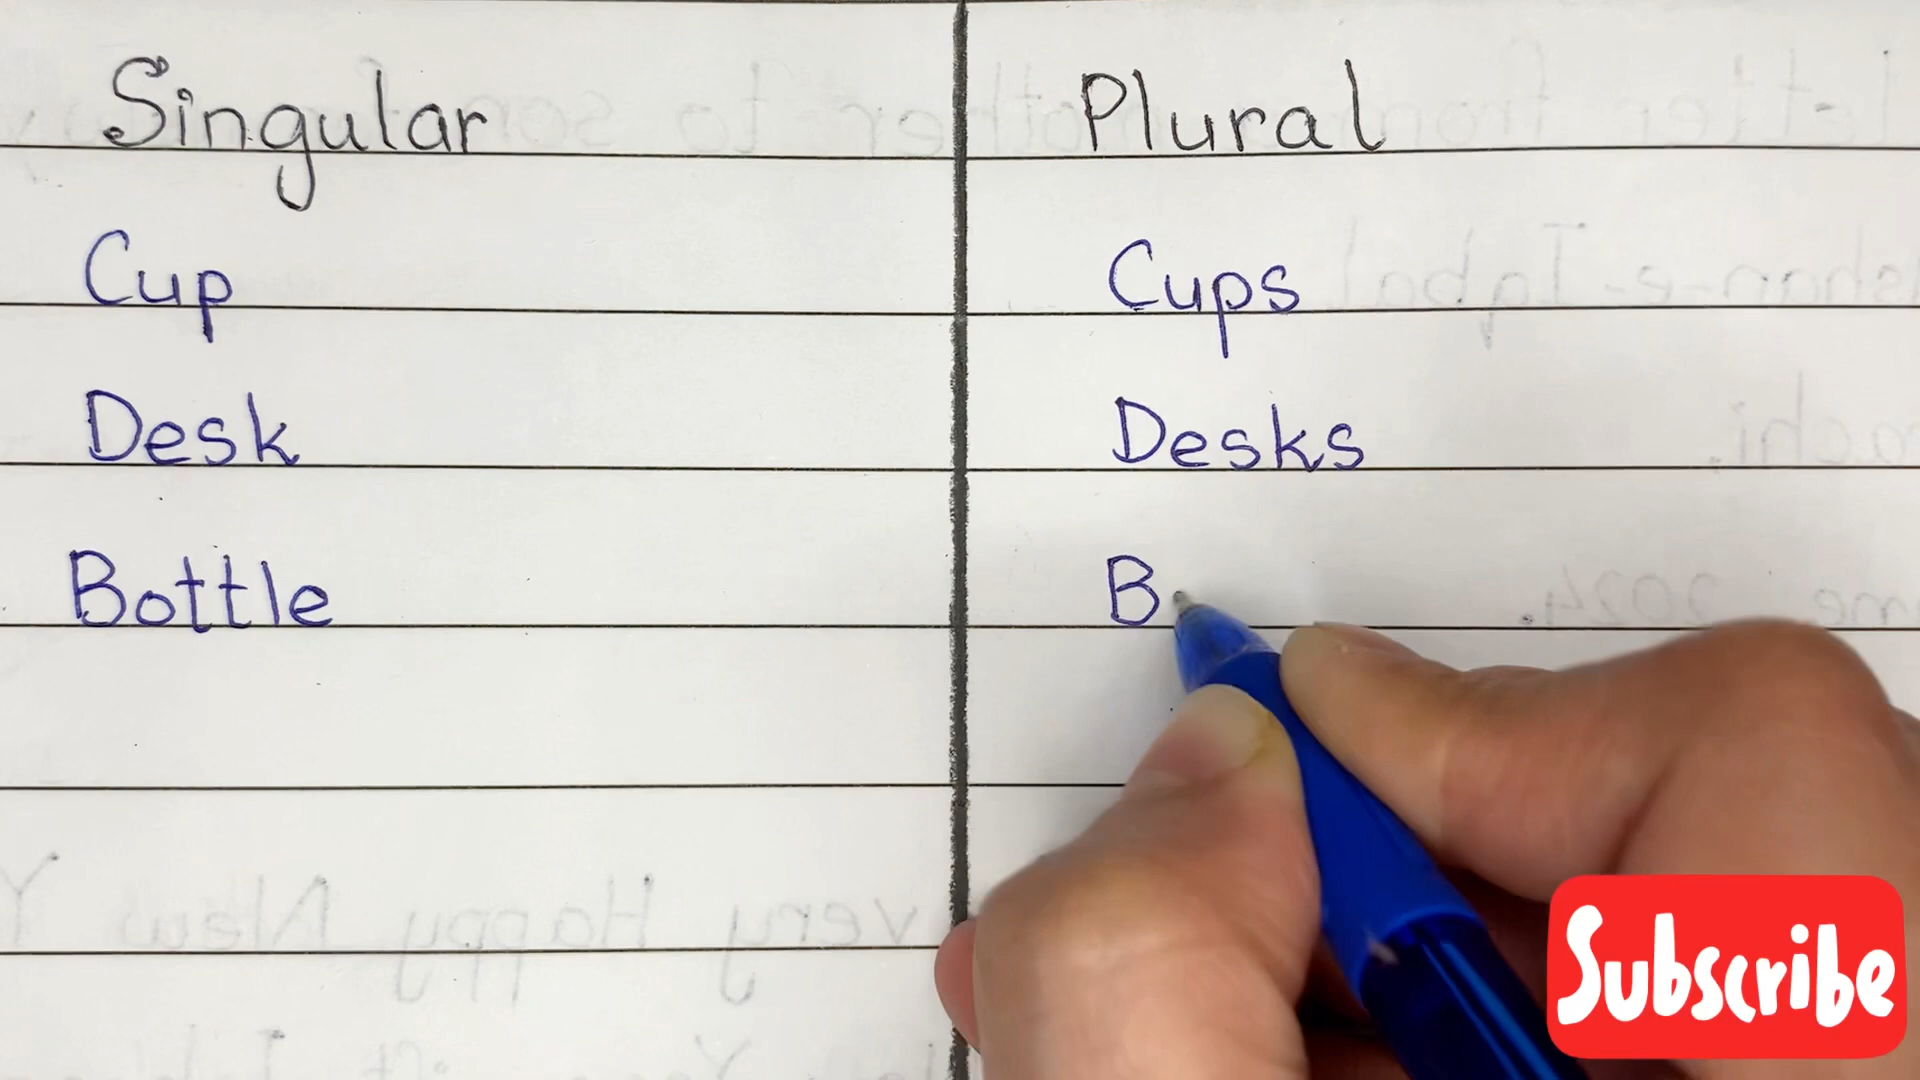 Singular Plural
Cup Cups
Desk Desks
Bottle B
Subscribe